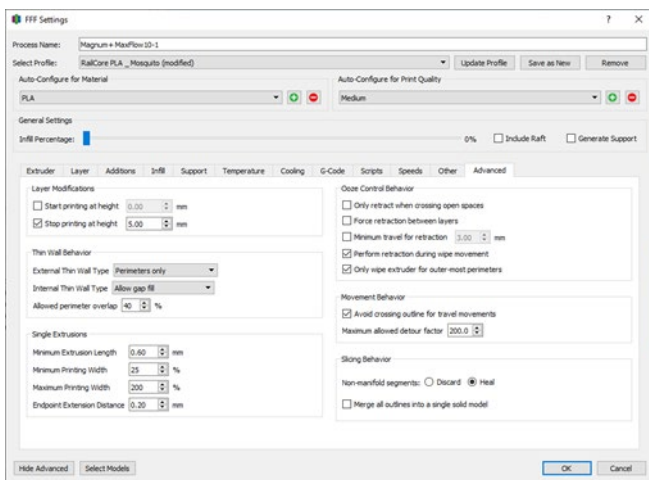 FFF Settings
Process Name: Magnum+ MaxFlow10-1
Select Profile: RailCore PLA _Mosquito (modified) Update Profile Save as New Remove
Auto-Configure for Material Auto-Configure for Print Quality
PLA Medium
General Settings
Infill Percentage: 0% Include Raft Generate Support
Extruder Layer Additions Infill Support Temperature Cooling G-Code Scripts Speeds Other Advanced
Layer Modifications
Start printing at height 0.00 mm
Stop printing at height 5.00 mm
Thin Wall Behavior
External Thin Wall Type Perimeters only
Internal Thin Wall Type Allow gap fill
Allowed perimeter overlap 40 %
Single Extrusions
Minimum Extrusion Length 0.60 mm
Minimum Printing Width 25 %
Maximum Printing Width 200 %
Endpoint Extension Distance 0.20 mm
Ooze Control Behavior
Only retract when crossing open spaces
Force retraction between layers
Minimum travel for retraction 3.00 mm
Perform retraction during wipe movement
Only wipe extruder for outer-most perimeters
Movement Behavior
Avoid crossing outline for travel movements
Maximum allowed detour factor 200.0
Slicing Behavior
Non-manifold segments: Discard Heal
Merge all outlines into a single solid model
Hide Advanced Select Models OK Cancel